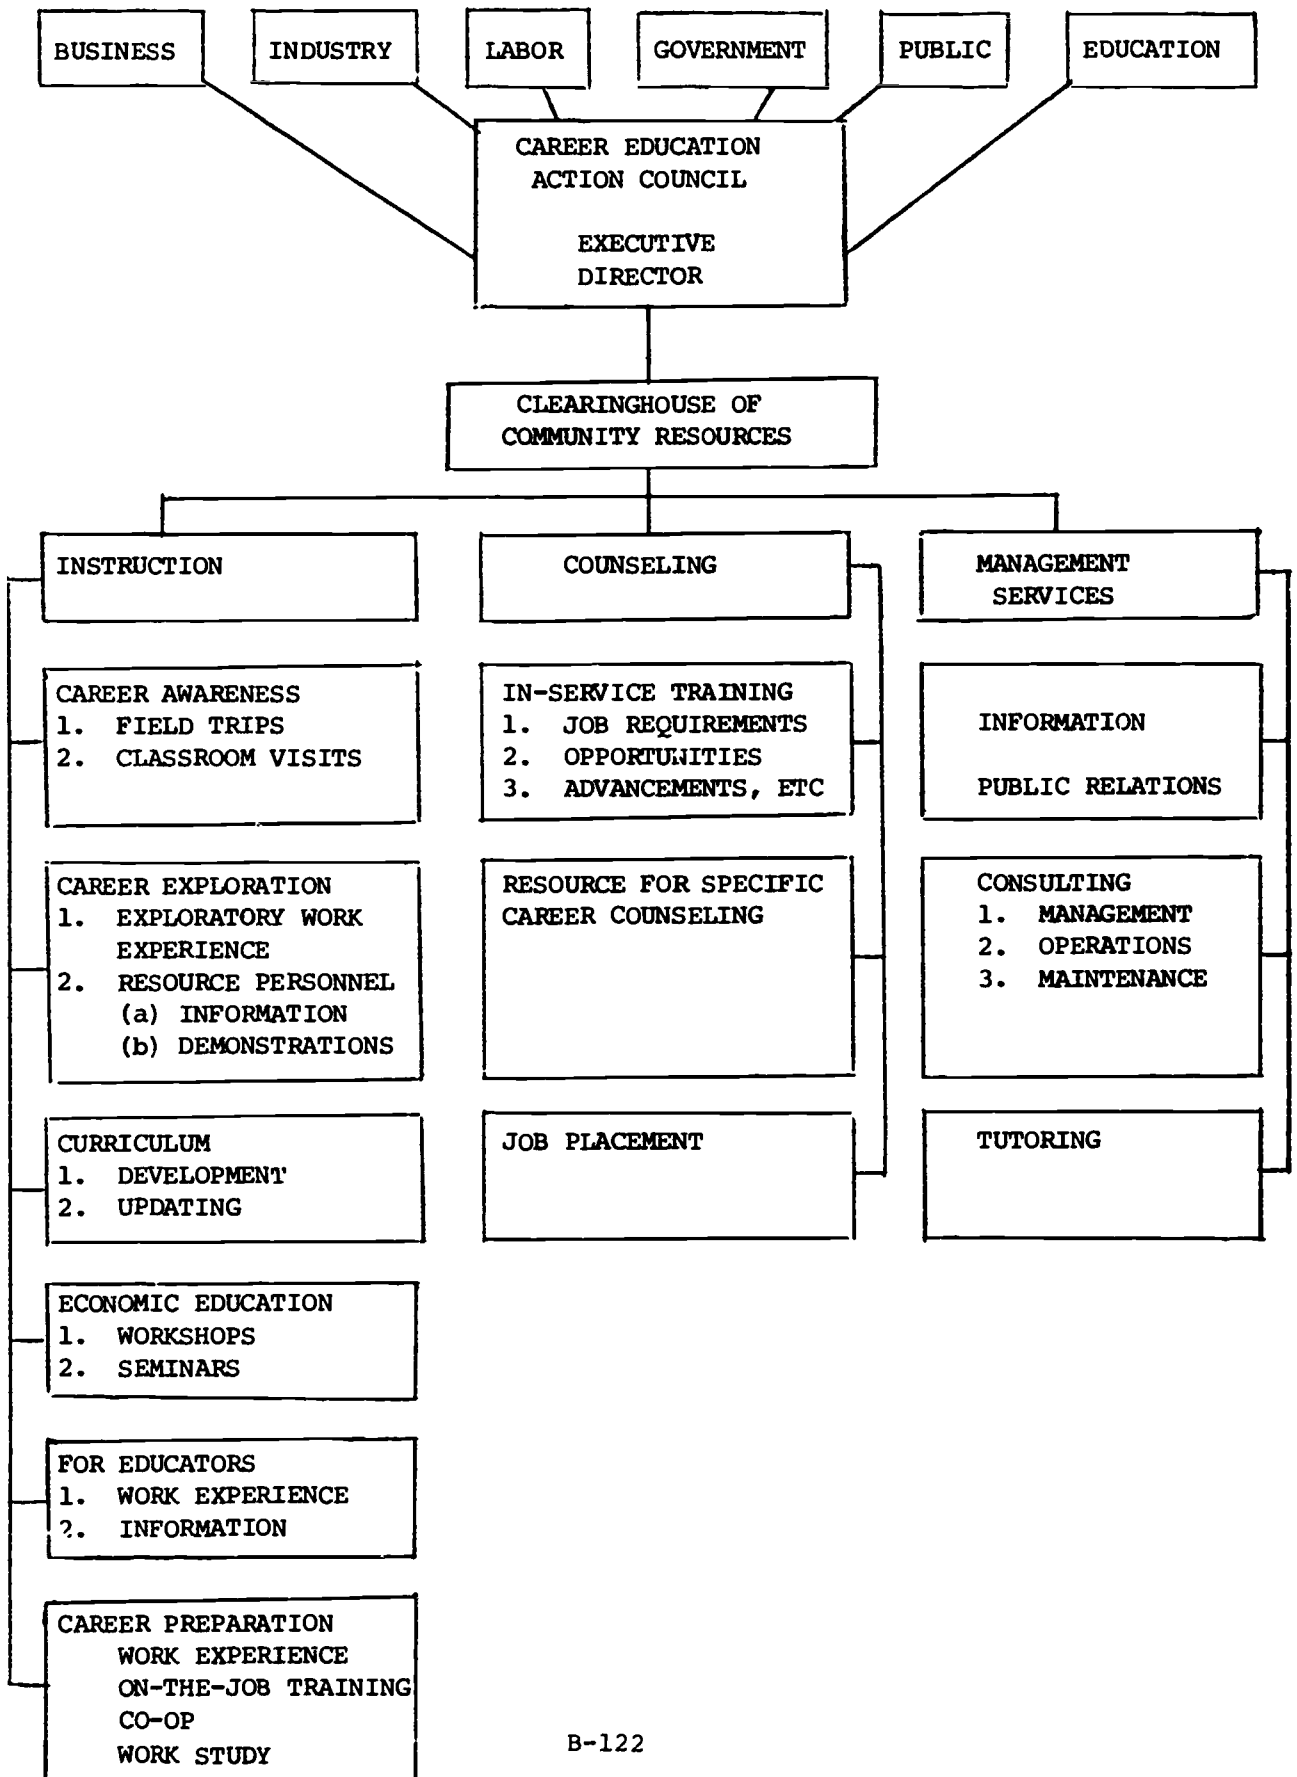 BUSINESS
INDUSTRY
LABOR
GOVERNMENT
PUBLIC
EDUCATION
CAREER EDUCATION
ACTION COUNCIL
EXECUTIVE
DIRECTOR
CLEARINGHOUSE OF
COMMUNITY RESOURCES
INSTRUCTION
CAREER AWARENESS
1. FIELD TRIPS
2. CLASSROOM VISITS
CAREER EXPLORATION
1. EXPLORATORY WORK
EXPERIENCE
2. RESOURCE PERSONNEL
(a) INFORMATION
(b) DEMONSTRATIONS
CURRICULUM
1. DEVELOPMENT
2. UPDATING
ECONOMIC EDUCATION
1. WORKSHOPS
2. SEMINARS
FOR EDUCATORS
1. WORK EXPERIENCE
2. INFORMATION
CAREER PREPARATION
WORK EXPERIENCE
ON-THE-JOB TRAINING
CO-OP
WORK STUDY
COUNSELING
IN-SERVICE TRAINING
1. JOB REQUIREMENTS
2. OPPORTUNITIES
3. ADVANCEMENTS, ETC
RESOURCE FOR SPECIFIC
CAREER COUNSELING
JOB PLACEMENT
MANAGEMENT
SERVICES
INFORMATION
PUBLIC RELATIONS
CONSULTING
1. MANAGEMENT
2. OPERATIONS
3. MAINTENANCE
TUTORING
B-122